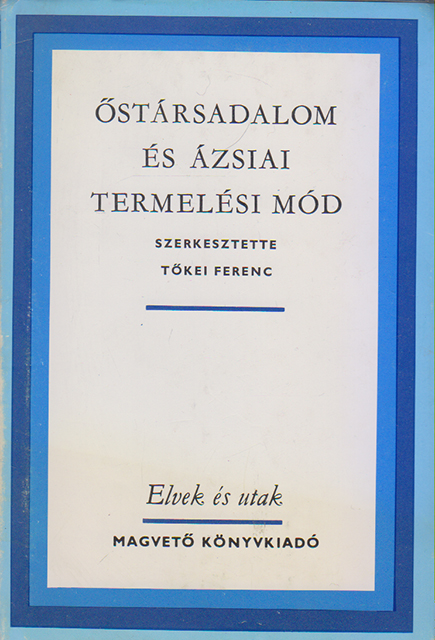 ŐSTÁRSADALOM
ÉS ÁZSIAI
TERMELÉSI MÓD
SZERKESZTETTE
TŐKEI FERENC
Elvek és utak
MAGVETŐ KÖNYVKIADÓ